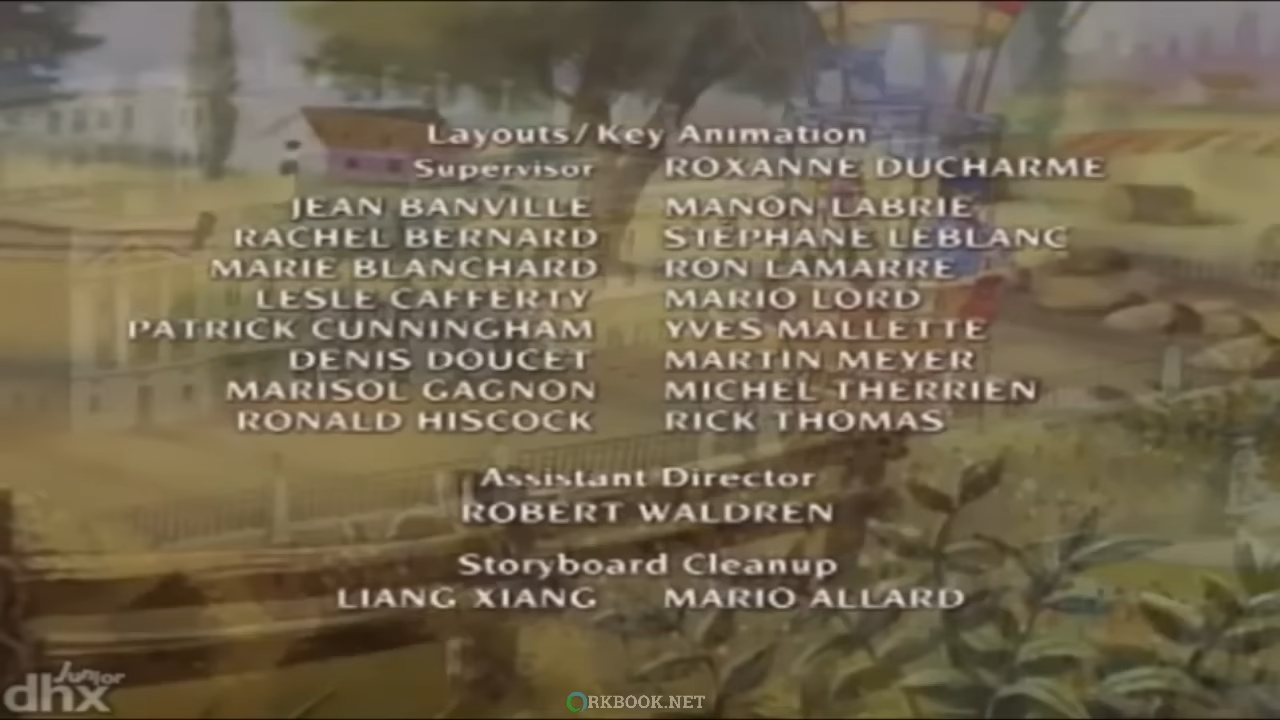 Layouts/Key Animation
Supervisor ROXANNE DUCHARME
JEAN BANVILLE MANON LABRIE
RACHEL BERNARD STEPHANE LEBLANC
MARIE BLANCHARD RON LAMARRE
LESLE CAFFERTY MARIO LORD
PATRICK CUNNINGHAM YVES MALLETTE
DENIS DOUCET MARTIN MEYER
MARISOL GAGNON MICHEL THERRIEN
RONALD HISCOCK RICK THOMAS
Assistant Director
ROBERT WALDREN
Storyboard Cleanup
LIANG XIANG MARIO ALLARD
dhx Junior
ORKBOOK.NET